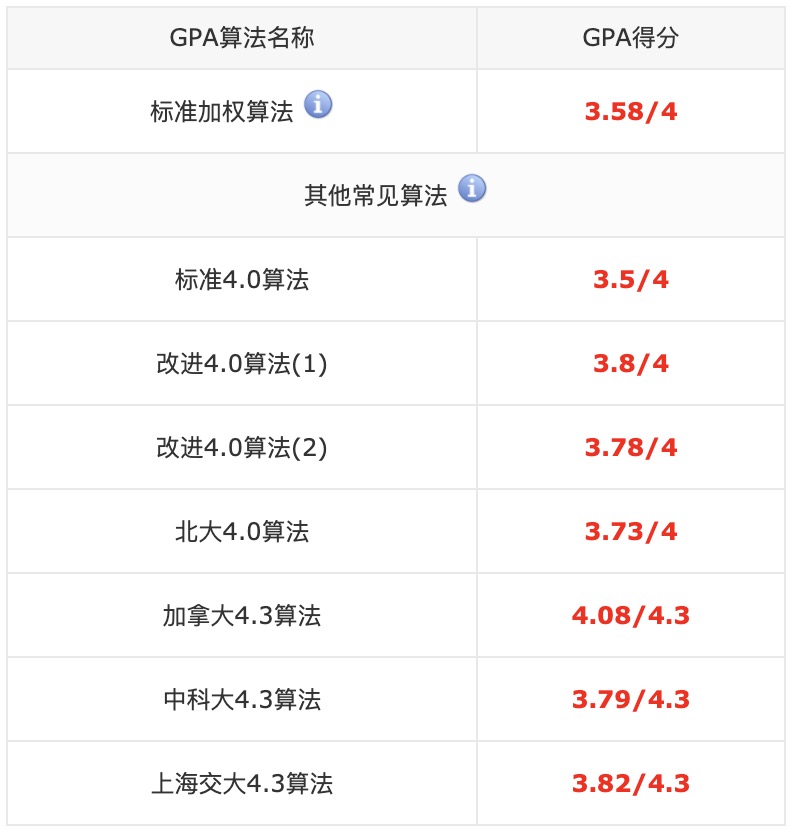 GPA算法名称 GPA得分
标准加权算法 3.58/4
其他常见算法
标准4.0算法 3.5/4
改进4.0算法(1) 3.8/4
改进4.0算法(2) 3.78/4
北大4.0算法 3.73/4
加拿大4.3算法 4.08/4.3
中科大4.3算法 3.79/4.3
上海交大4.3算法 3.82/4.3